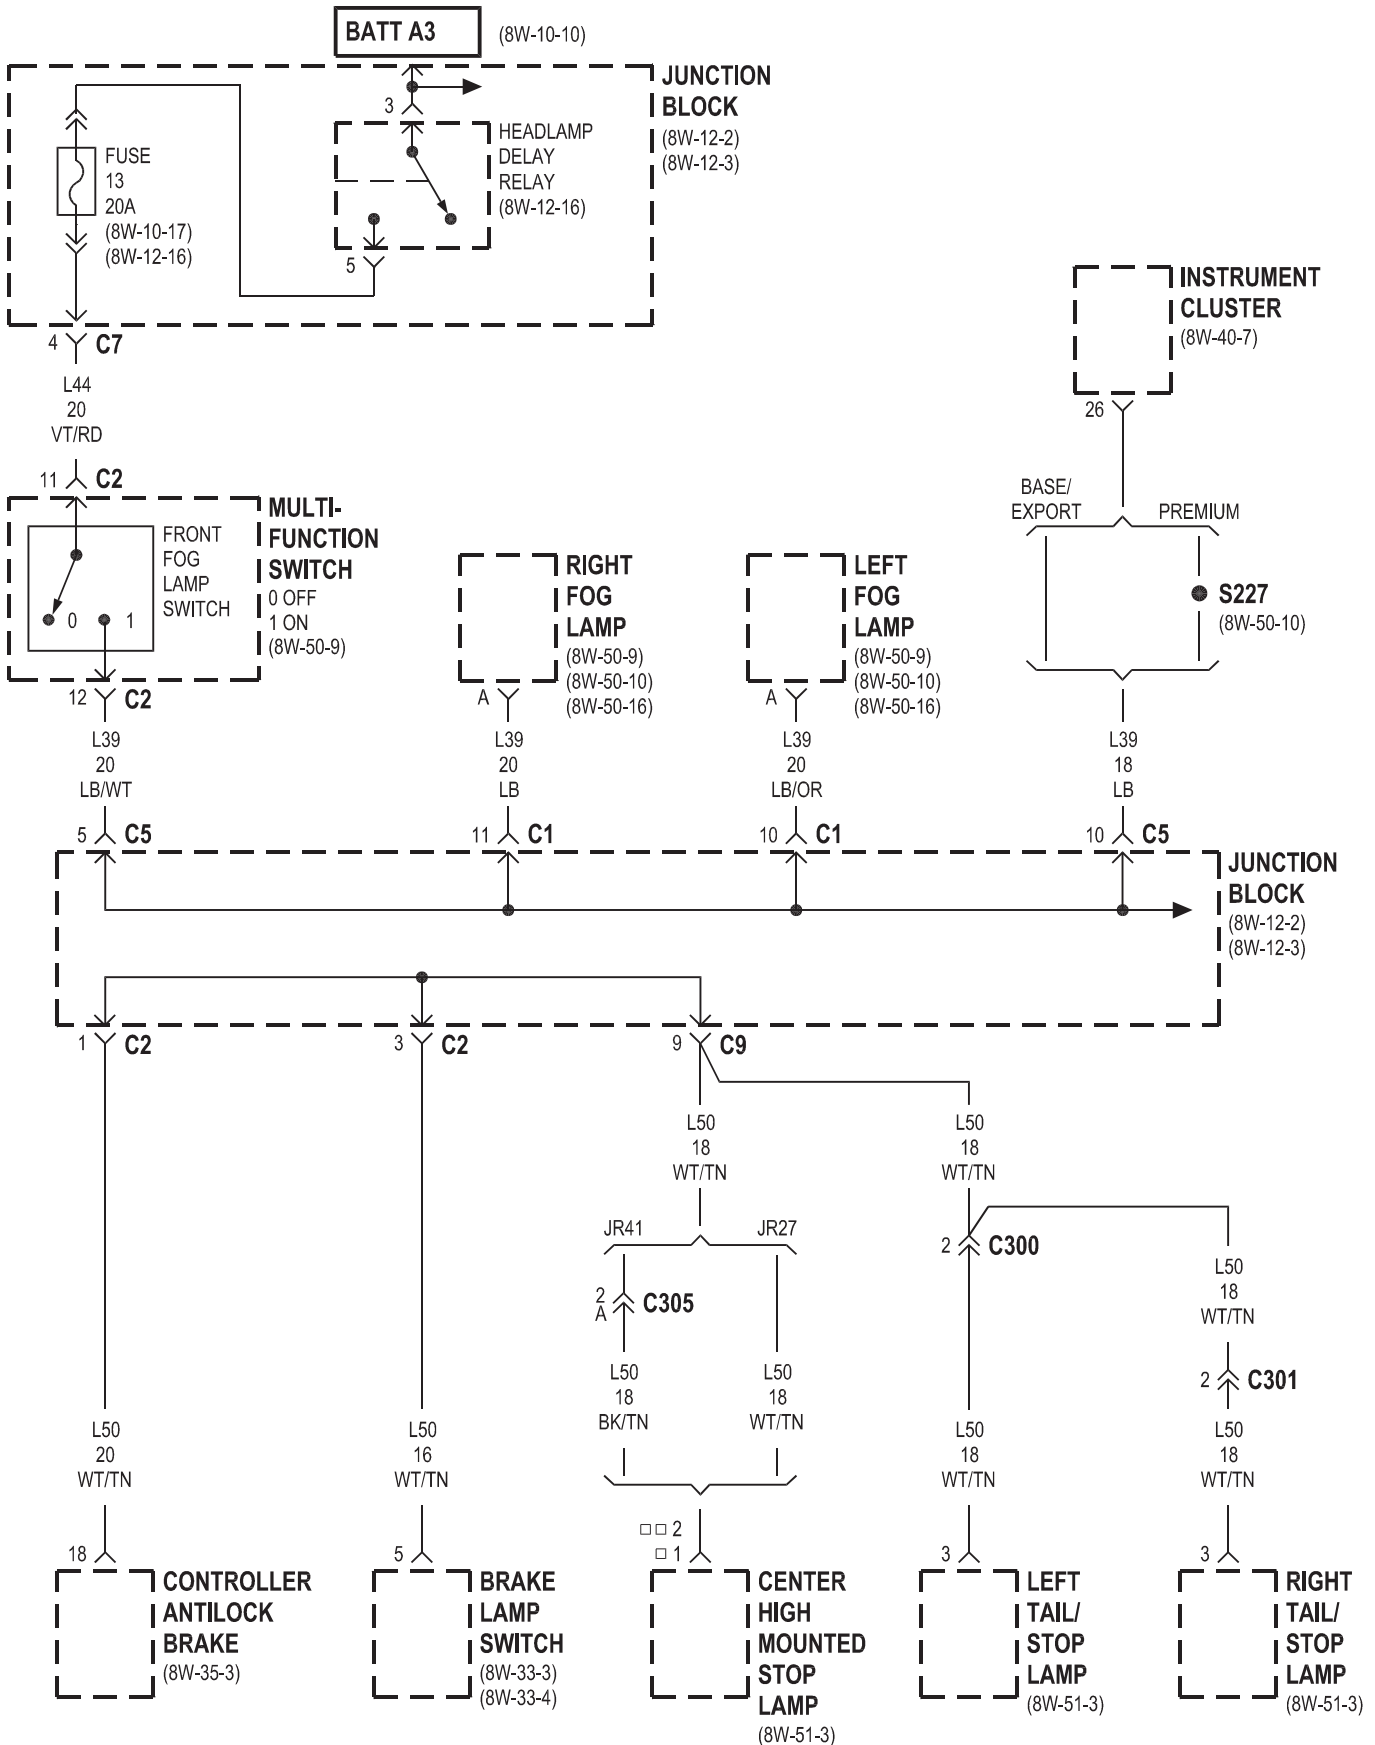 BATT A3
(8W-10-10)
JUNCTION
BLOCK
(8W-12-2)
(8W-12-3)
3
HEADLAMP
DELAY
RELAY
(8W-12-16)
5
FUSE
13
20A
(8W-10-17)
(8W-12-16)
4
C7
L44
20
VT/RD
11
C2
MULTI-
FUNCTION
SWITCH
0 OFF
1 ON
(8W-50-9)
FRONT
FOG
LAMP
SWITCH
0
1
12
C2
L39
20
LB/WT
5
C5
RIGHT
FOG
LAMP
(8W-50-9)
(8W-50-10)
(8W-50-16)
A
L39
20
LB
11
C1
LEFT
FOG
LAMP
(8W-50-9)
(8W-50-10)
(8W-50-16)
A
L39
20
LB/OR
10
C1
INSTRUMENT
CLUSTER
(8W-40-7)
26
BASE/
EXPORT
PREMIUM
S227
(8W-50-10)
L39
18
LB
10
C5
JUNCTION
BLOCK
(8W-12-2)
(8W-12-3)
1
C2
3
C2
9
C9
L50
18
WT/TN
L50
18
WT/TN
JR41
JR27
2
A
C305
2
C300
L50
18
WT/TN
2
C301
L50
18
BK/TN
L50
18
WT/TN
L50
20
WT/TN
L50
16
WT/TN
L50
18
WT/TN
L50
18
WT/TN
18
5
□□ 2
□ 1
3
3
CONTROLLER
ANTILOCK
BRAKE
(8W-35-3)
BRAKE
LAMP
SWITCH
(8W-33-3)
(8W-33-4)
CENTER
HIGH
MOUNTED
STOP
LAMP
(8W-51-3)
LEFT
TAIL/
STOP
LAMP
(8W-51-3)
RIGHT
TAIL/
STOP
LAMP
(8W-51-3)